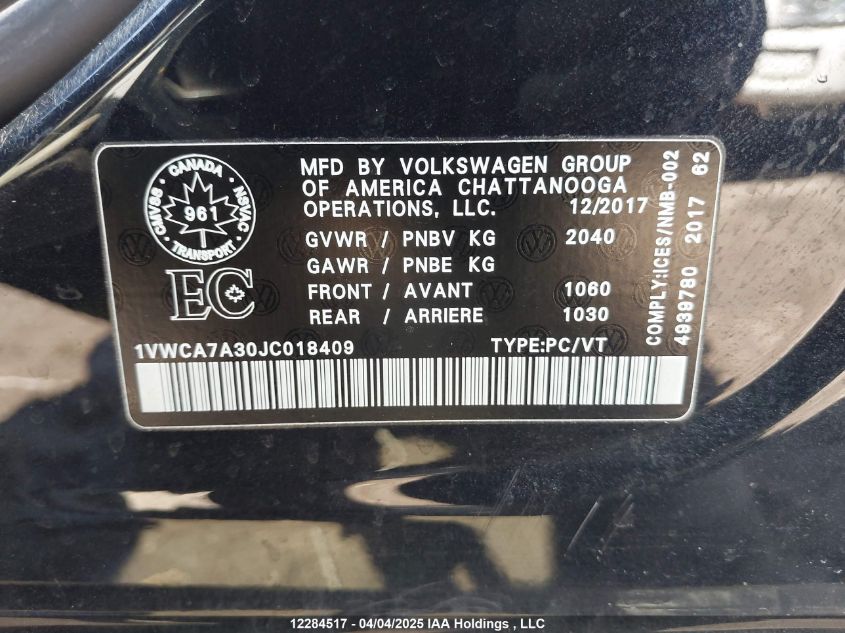 CANADA
CMVSS
961
NSVAC
TRANSPORT
EC
MFD BY VOLKSWAGEN GROUP
OF AMERICA CHATTANOOGA
OPERATIONS, LLC. 12/2017
GVWR / PNBV KG 2040
GAWR / PNBE KG
FRONT / AVANT 1060
REAR / ARRIERE 1030
1VWCA7A30JC018409 TYPE:PC/VT
COMPLY:ICES/NMB-002
4939780 2017 62
12284517 - 04/04/2025 IAA Holdings , LLC